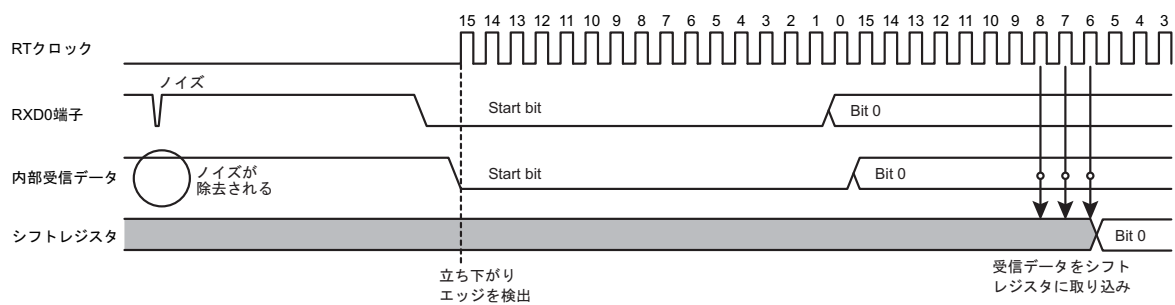 15 14 13 12 11 10 9 8 7 6 5 4 3 2 1 0 15 14 13 12 11 10 9 8 7 6 5 4 3
RTクロック
ノイズ
RXD0端子
Start bit
Bit 0
内部受信データ
ノイズが
除去される
Start bit
Bit 0
シフトレジスタ
Bit 0
立ち下がり
エッジを検出
受信データをシフト
レジスタに取り込み